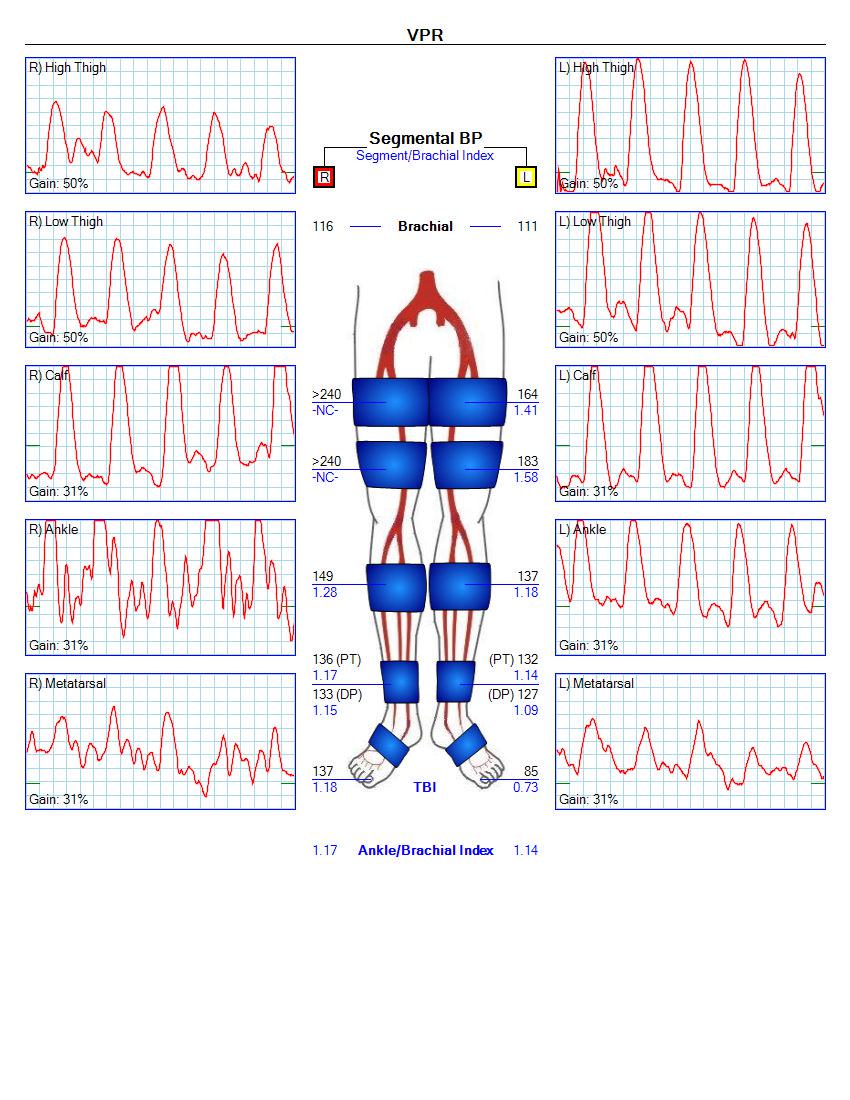 VPR
R) High Thigh
Gain: 50%
R) Low Thigh
Gain: 50%
R) Calf
Gain: 31%
R) Ankle
Gain: 31%
R) Metatarsal
Gain: 31%
Segmental BP
Segment/Brachial Index
R L
116 Brachial 111
>240 164
-NC- 1.41
>240 183
-NC- 1.58
149 137
1.28 1.18
136 (PT) (PT) 132
1.17 1.14
133 (DP) (DP) 127
1.15 1.09
137 85
1.18 TBI 0.73
1.17 Ankle/Brachial Index 1.14
L) High Thigh
Gain: 50%
L) Low Thigh
Gain: 50%
L) Calf
Gain: 31%
L) Ankle
Gain: 31%
L) Metatarsal
Gain: 31%